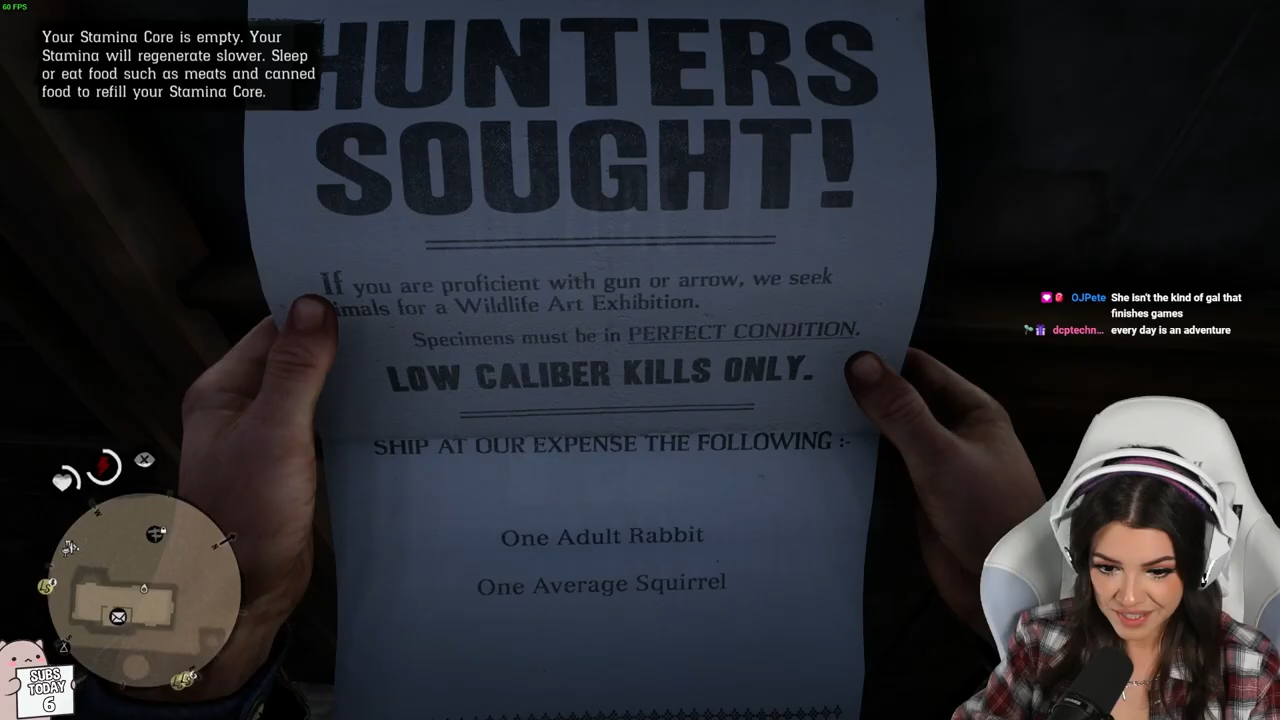 60 FPS
Your Stamina Core is empty. Your
Stamina will regenerate slower. Sleep
or eat food such as meats and canned
food to refill your Stamina Core.
HUNTERS
SOUGHT!
If you are proficient with gun or arrow, we seek
imals for a Wildlife Art Exhibition.
Specimens must be in PERFECT CONDITION.
LOW CALIBER KILLS ONLY.
SHIP AT OUR EXPENSE THE FOLLOWING :-
One Adult Rabbit
One Average Squirrel
OJPete She isn't the kind of gal that
finishes games
dcptechn... every day is an adventure
SUBS
TODAY
6